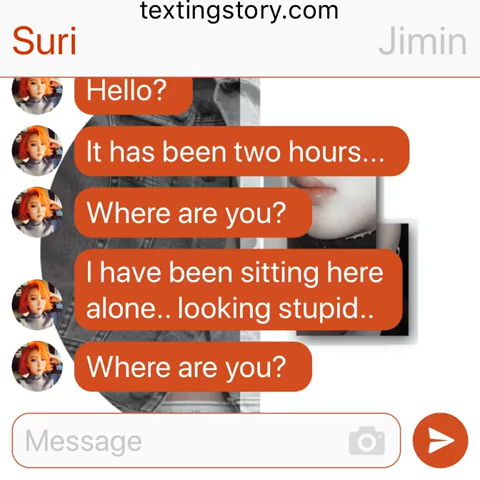 textingstory.com
Suri
Jimin
Hello?
It has been two hours...
Where are you?
I have been sitting here
alone.. looking stupid..
Where are you?
Message